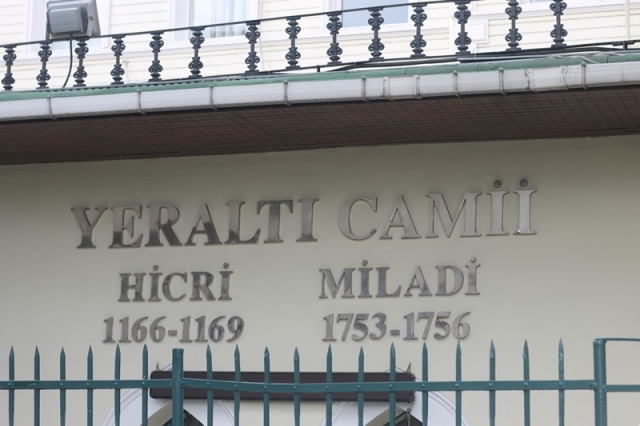 YERALTI CAMİİ
HİCRİ MİLADİ
1166-1169 1753-1756